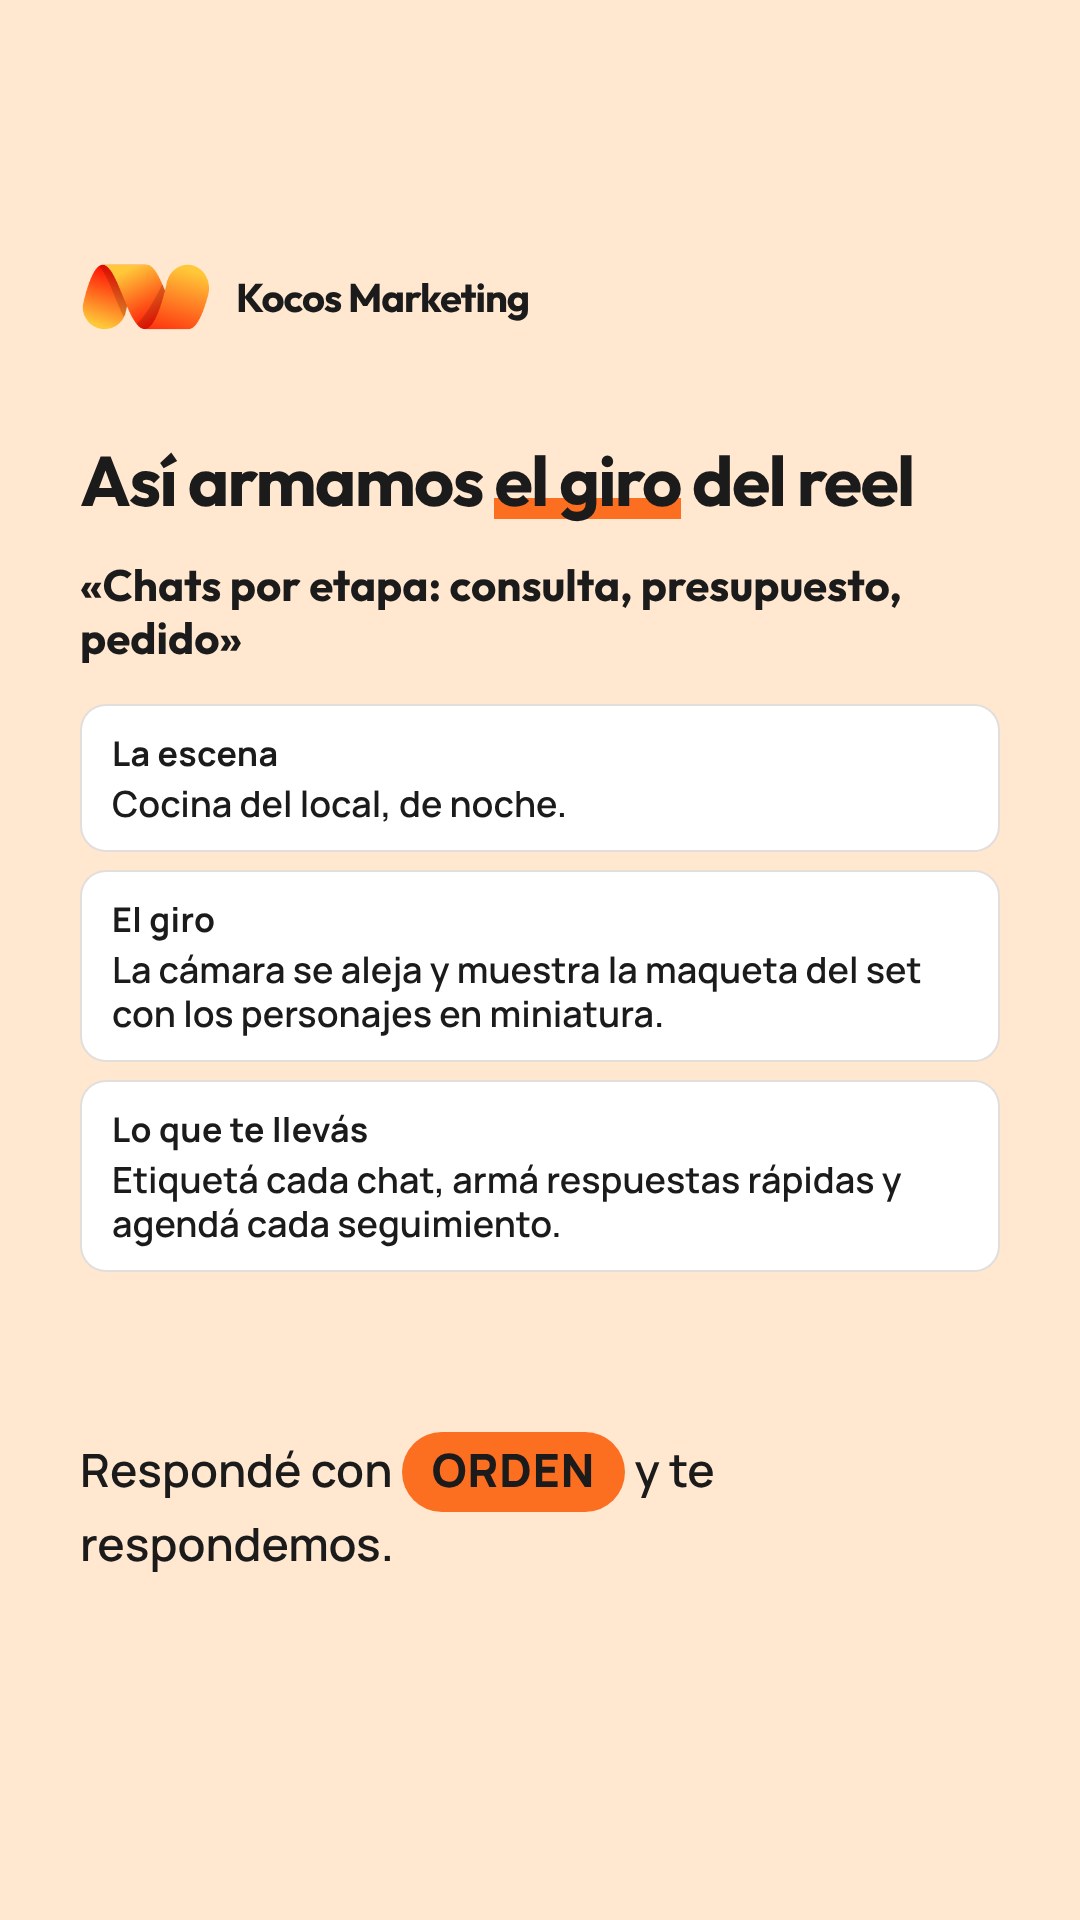 Kocos Marketing
Así armamos el giro del reel
«Chats por etapa: consulta, presupuesto,
pedido»
La escena
Cocina del local, de noche.
El giro
La cámara se aleja y muestra la maqueta del set
con los personajes en miniatura.
Lo que te llevás
Etiquetá cada chat, armá respuestas rápidas y
agendá cada seguimiento.
Respondé con ORDEN y te
respondemos.